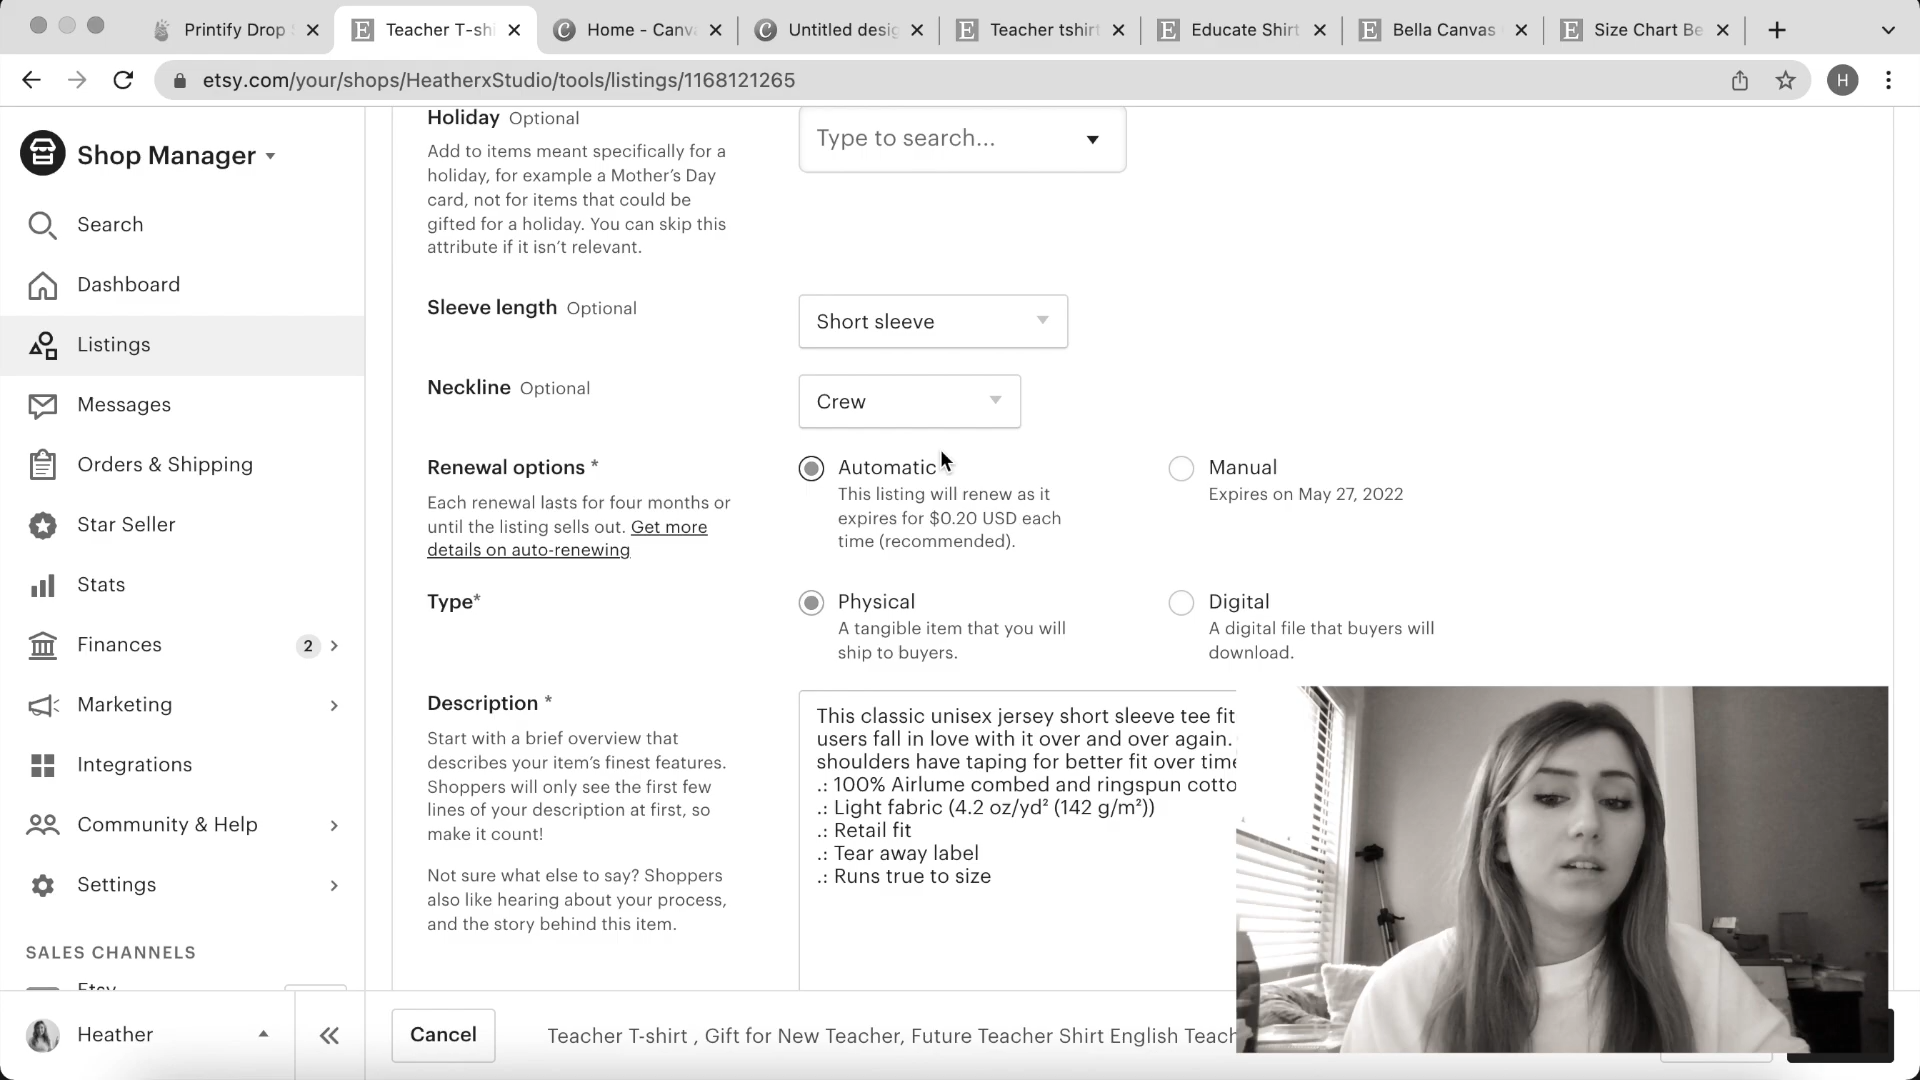 Printify Drop S
Teacher T-shi
Home - Canva
Untitled desig
Teacher tshirt
Educate Shirt
Bella Canvas
Size Chart Be
etsy.com/your/shops/HeatherxStudio/tools/listings/1168121265
H
Shop Manager
Search
Dashboard
Listings
Messages
Orders & Shipping
Star Seller
Stats
Finances 2
Marketing
Integrations
Community & Help
Settings
SALES CHANNELS
Etsy
Heather
Holiday Optional
Add to items meant specifically for a
holiday, for example a Mother's Day
card, not for items that could be
gifted for a holiday. You can skip this
attribute if it isn't relevant.
Type to search...
Sleeve length Optional
Short sleeve
Neckline Optional
Crew
Renewal options *
Each renewal lasts for four months or
until the listing sells out. Get more
details on auto-renewing
Automatic
This listing will renew as it
expires for $0.20 USD each
time (recommended).
Manual
Expires on May 27, 2022
Type*
Physical
A tangible item that you will
ship to buyers.
Digital
A digital file that buyers will
download.
Description *
Start with a brief overview that
describes your item's finest features.
Shoppers will only see the first few
lines of your description at first, so
make it count!
Not sure what else to say? Shoppers
also like hearing about your process,
and the story behind this item.
This classic unisex jersey short sleeve tee fit
users fall in love with it over and over again.
shoulders have taping for better fit over time
.: 100% Airlume combed and ringspun cotto
.: Light fabric (4.2 oz/yd² (142 g/m²))
.: Retail fit
.: Tear away label
.: Runs true to size
Cancel
Teacher T-shirt , Gift for New Teacher, Future Teacher Shirt English Teach